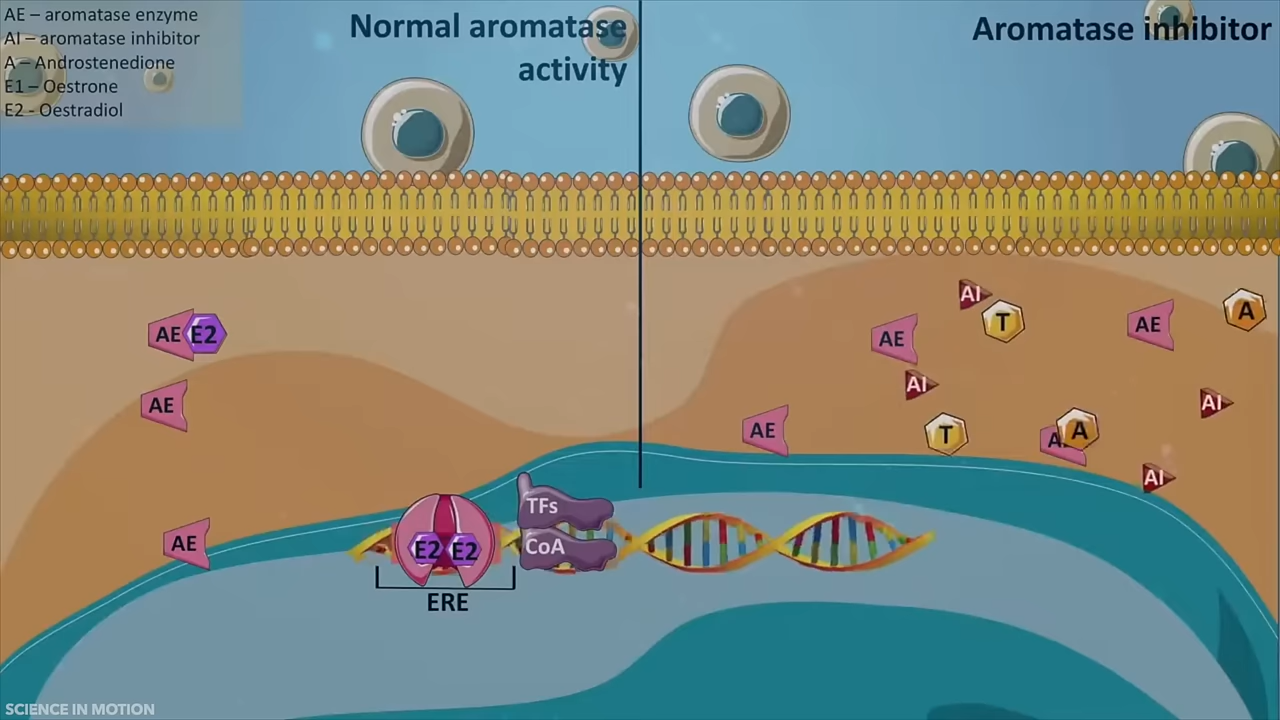 AE – aromatase enzyme
AI – aromatase inhibitor
A – Androstenedione
E1 – Oestrone
E2 - Oestradiol
Normal aromatase
activity
Aromatase inhibitor
AE E2
AE
AE
AI
T
AE
AE
A
AI
AI
AE
T
A
AI
TFs
CoA
E2 E2
ERE
SCIENCE IN MOTION